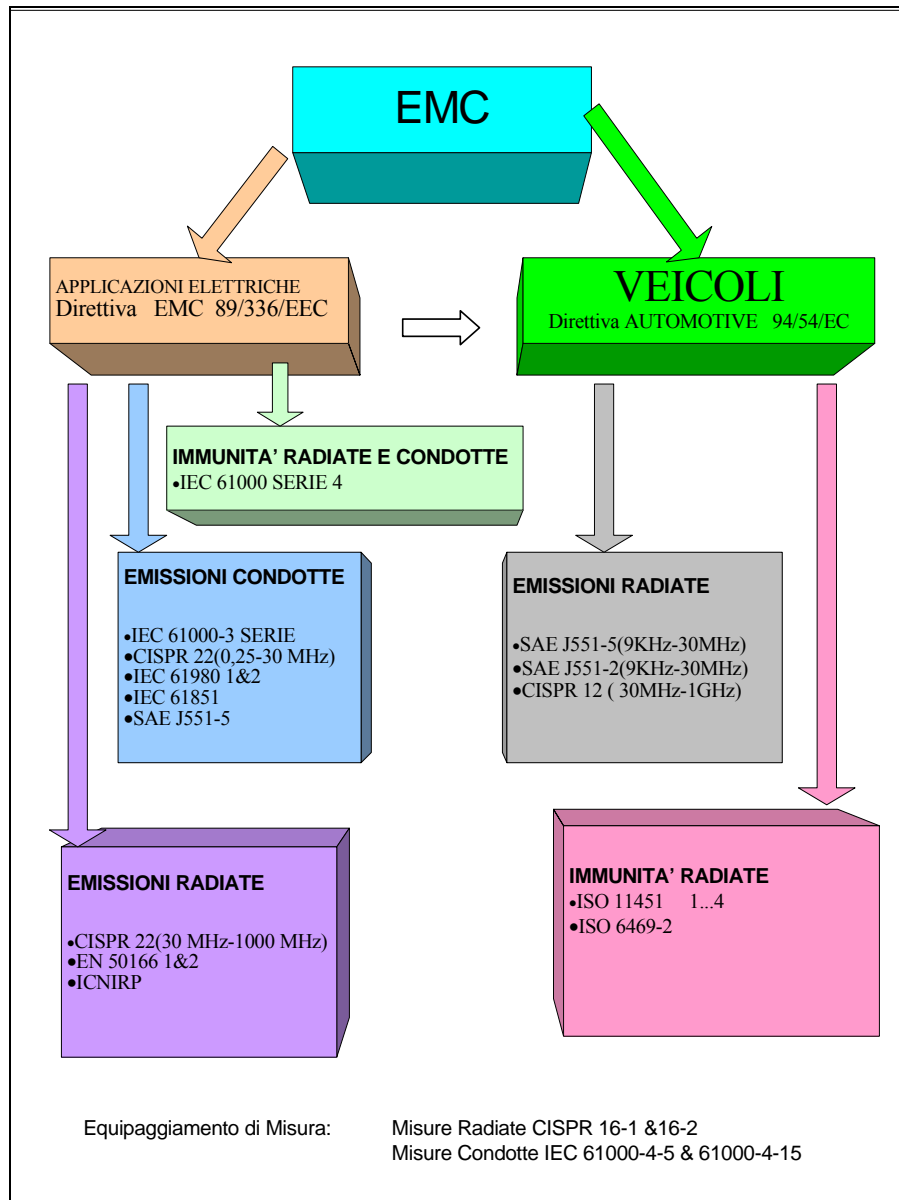 EMC
APPLICAZIONI ELETTRICHE
Direttiva EMC 89/336/EEC
VEICOLI
Direttiva AUTOMOTIVE 94/54/EC
IMMUNITA' RADIATE E CONDOTTE
•IEC 61000 SERIE 4
EMISSIONI CONDOTTE
•IEC 61000-3 SERIE
•CISPR 22(0,25-30 MHz)
•IEC 61980 1&2
•IEC 61851
•SAE J551-5
EMISSIONI RADIATE
•SAE J551-5(9KHz-30MHz)
•SAE J551-2(9KHz-30MHz)
•CISPR 12 ( 30MHz-1GHz)
EMISSIONI RADIATE
•CISPR 22(30 MHz-1000 MHz)
•EN 50166 1&2
•ICNIRP
IMMUNITA' RADIATE
•ISO 11451 1...4
•ISO 6469-2
Equipaggiamento di Misura: Misure Radiate CISPR 16-1 &16-2
Misure Condotte IEC 61000-4-5 & 61000-4-15